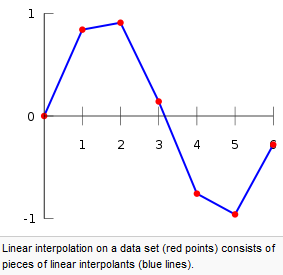 1
0
1 2 3 4 5 6
-1
Linear interpolation on a data set (red points) consists of
pieces of linear interpolants (blue lines).